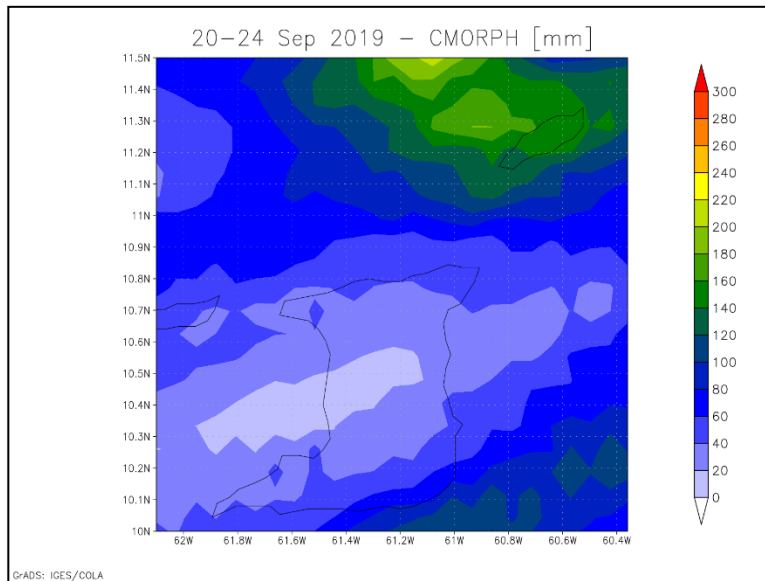 20-24 Sep 2019 - CMORPH [mm]
11.5N
11.4N
11.3N
11.2N
11.1N
11N
10.9N
10.8N
10.7N
10.6N
10.5N
10.4N
10.3N
10.2N
10.1N
10N
62W 61.8W 61.6W 61.4W 61.2W 61W 60.8W 60.6W 60.4W
300
280
260
240
220
200
180
160
140
120
100
80
60
40
20
0
GrADS: IGES/COLA